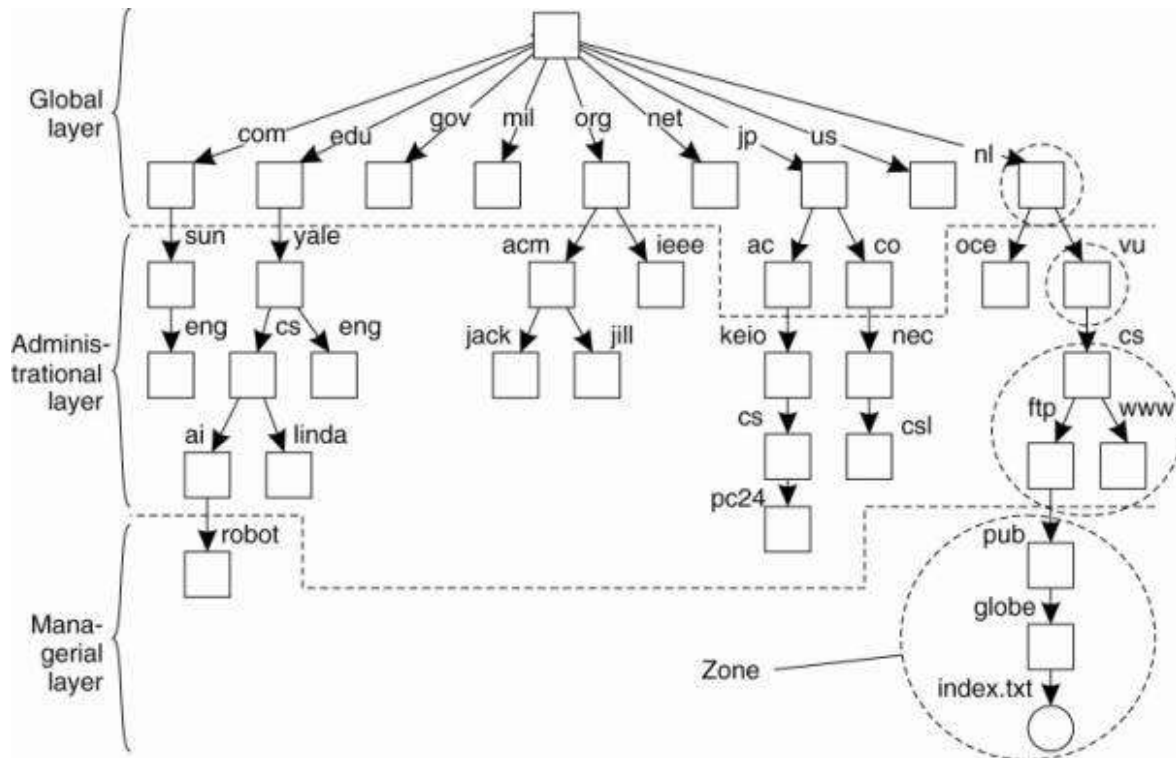 Global
layer
com
edu
gov
mil
org
net
jp
us
nl
sun
yale
acm
ieee
ac
co
oce
vu
Adminis-
trational
layer
eng
cs
eng
jack
jill
keio
nec
cs
ai
linda
cs
csl
ftp
www
pc24
robot
pub
Mana-
gerial
layer
globe
Zone
index.txt